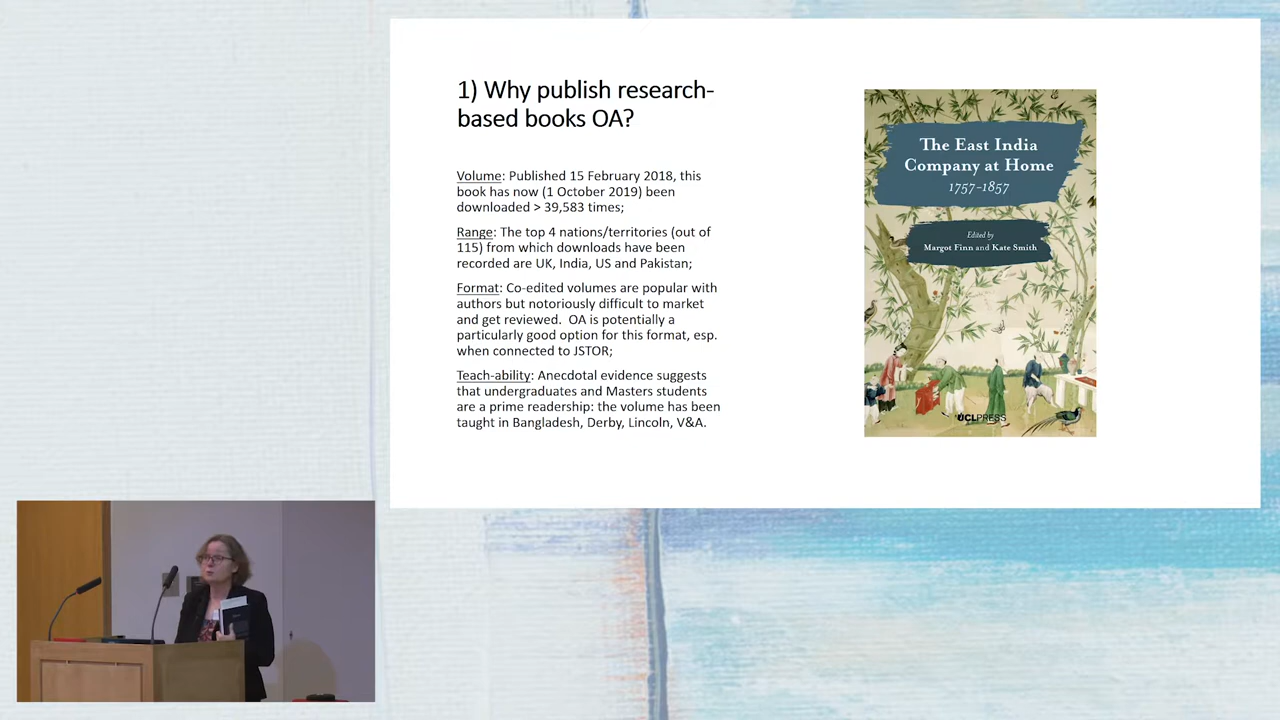 1) Why publish research-
based books OA?
Volume: Published 15 February 2018, this
book has now (1 October 2019) been
downloaded > 39,583 times;
Range: The top 4 nations/territories (out of
115) from which downloads have been
recorded are UK, India, US and Pakistan;
Format: Co-edited volumes are popular with
authors but notoriously difficult to market
and get reviewed.  OA is potentially a
particularly good option for this format, esp.
when connected to JSTOR;
Teach-ability: Anecdotal evidence suggests
that undergraduates and Masters students
are a prime readership: the volume has been
taught in Bangladesh, Derby, Lincoln, V&A.
The East India
Company at Home
1757-1857
Edited by
Margot Finn and Kate Smith
UCLPRESS